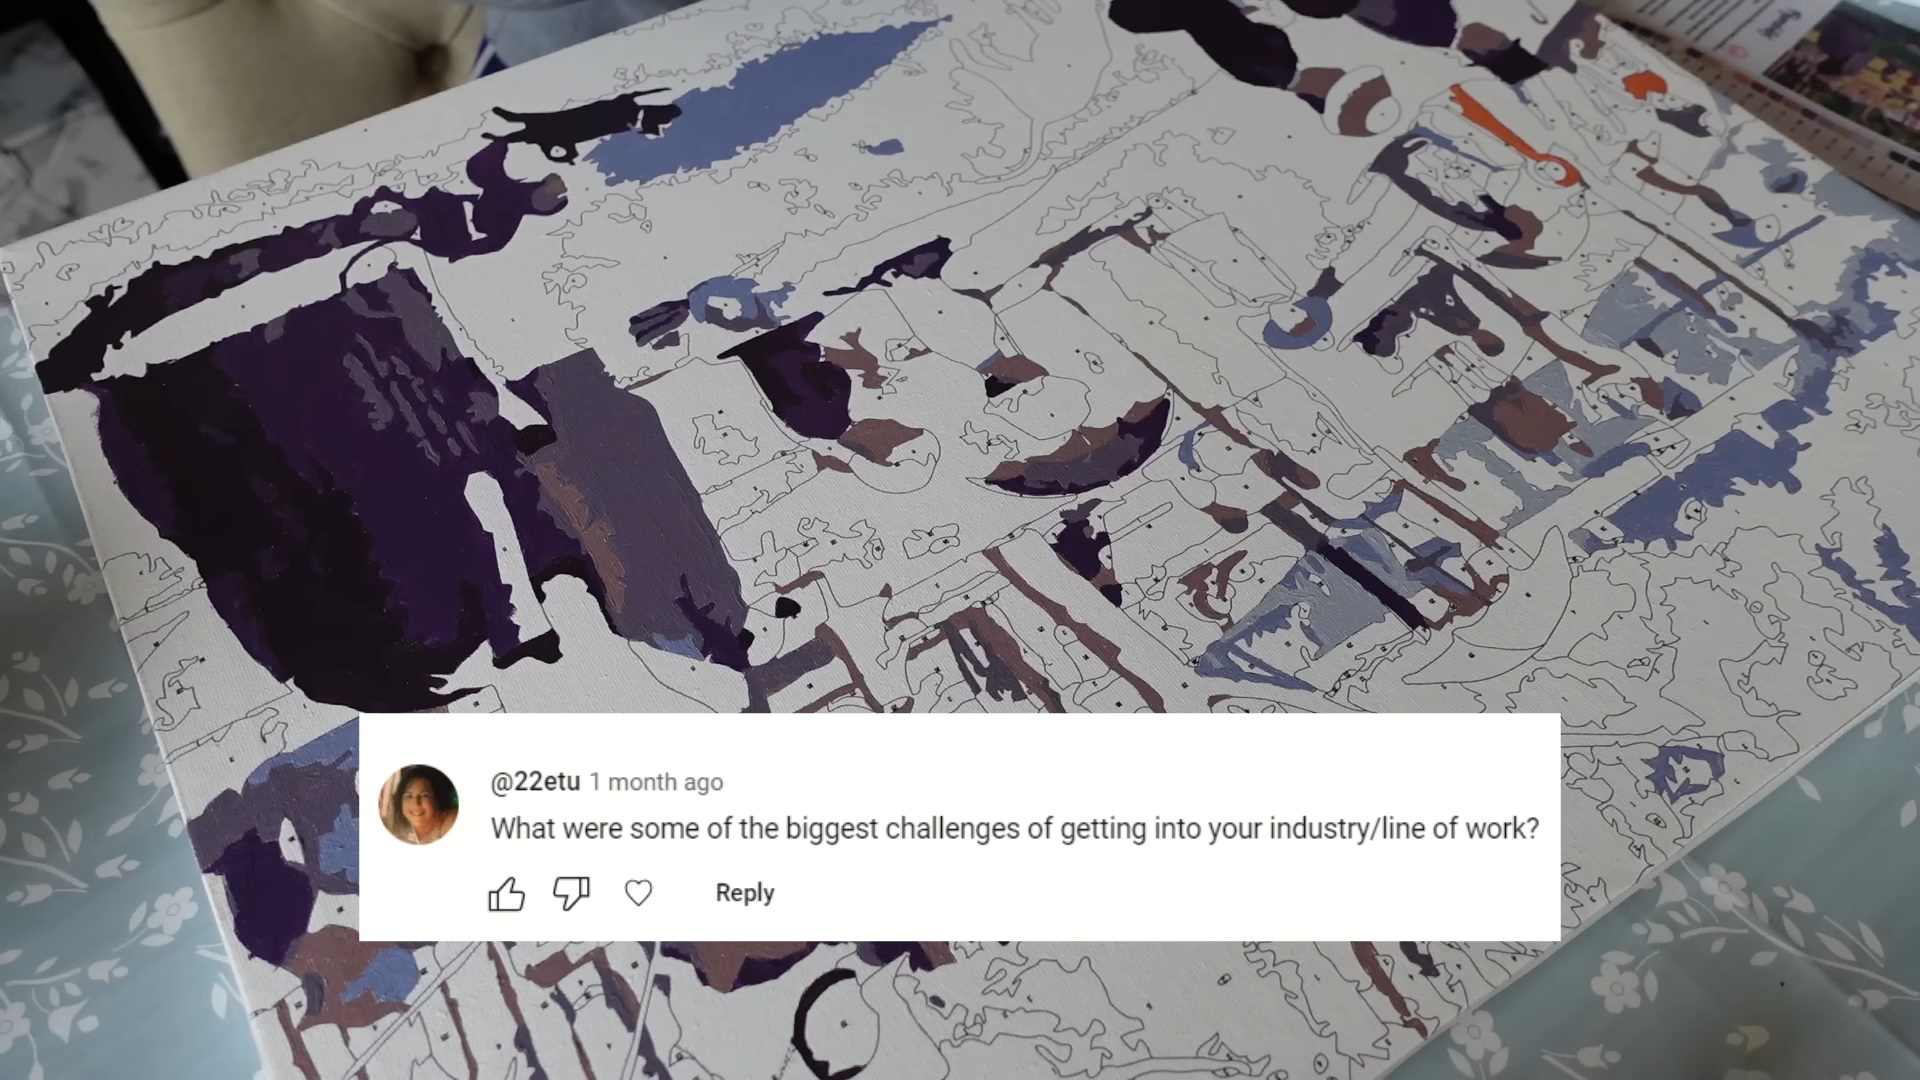 @22etu 1 month ago
What were some of the biggest challenges of getting into your industry/line of work?
Reply